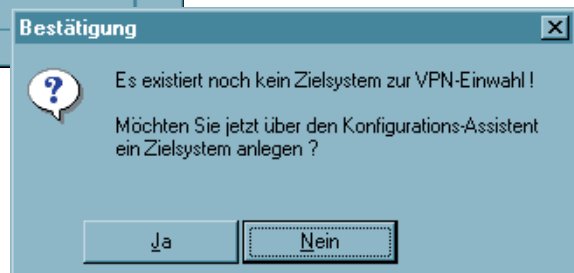 Bestätigung
Es existiert noch kein Zielsystem zur VPN-Einwahl !
Möchten Sie jetzt über den Konfigurations-Assistent
ein Zielsystem anlegen ?
Ja
Nein